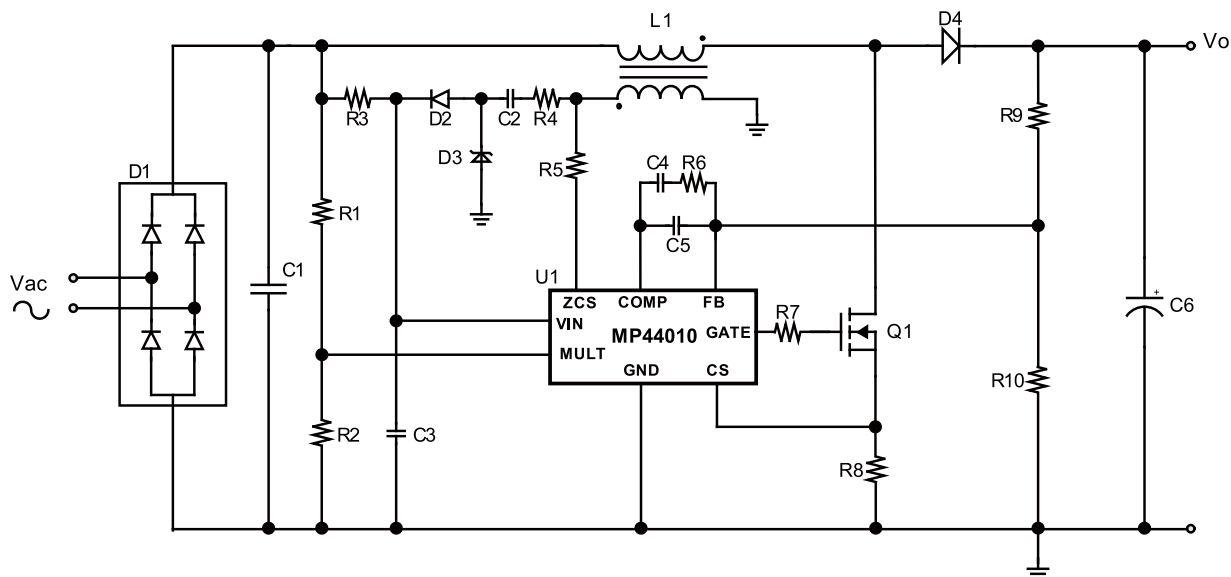 L1
D4
Vo
R3
D2
C2
R4
R9
D3
D1
R5
C4
R6
R1
C5
Vac
C1
U1
ZCS
COMP
FB
R7
VIN
MP44010
GATE
Q1
C6
+
MULT
GND
CS
R10
R2
C3
R8